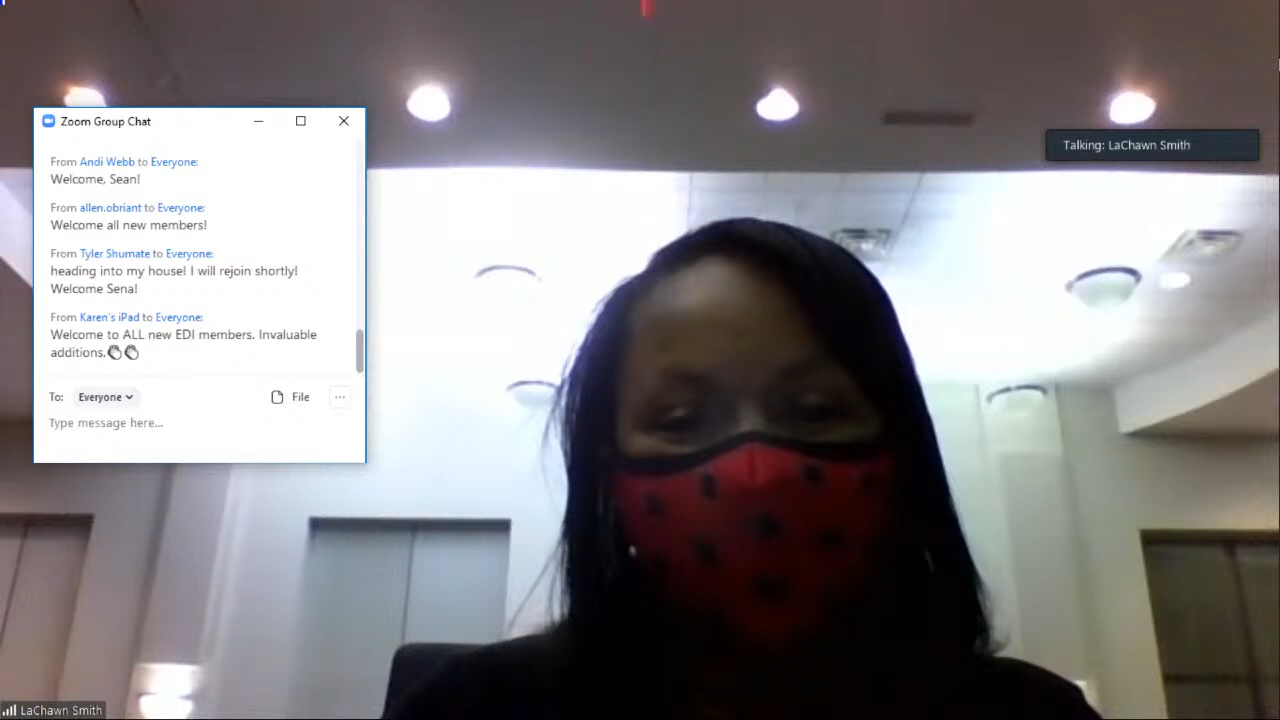 Zoom Group Chat
From Andi Webb to Everyone:
Welcome, Sean!
From allen.obriant to Everyone:
Welcome all new members!
From Tyler Shumate to Everyone:
heading into my house! I will rejoin shortly!
Welcome Sena!
From Karen's iPad to Everyone:
Welcome to ALL new EDI members. Invaluable
additions.👏👏
To: Everyone File ...
Type message here...
Talking: LaChawn Smith
LaChawn Smith